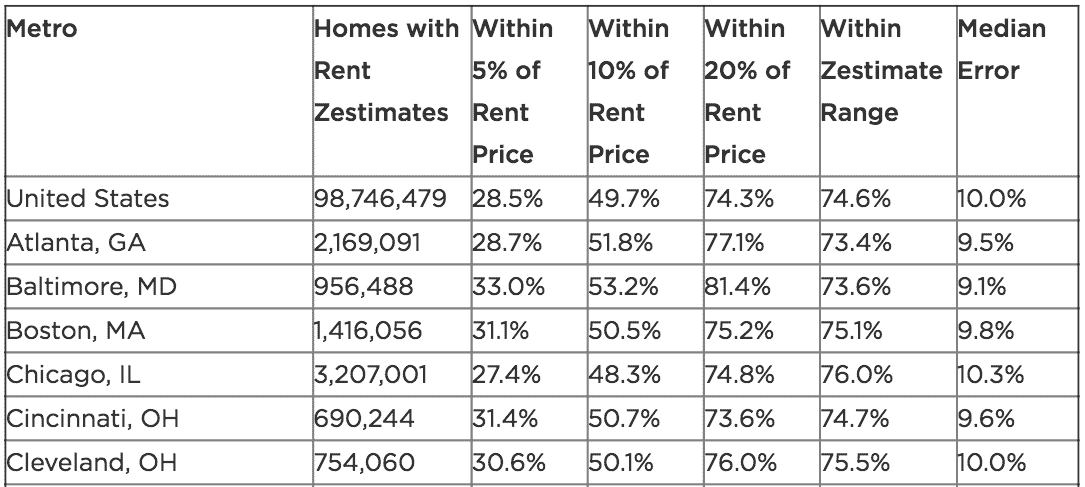 Metro Homes with Within Within Within Within Median
Rent 5% of 10% of 20% of Zestimate Error
Zestimates Rent Rent Rent Range
Price Price Price
United States 98,746,479 28.5% 49.7% 74.3% 74.6% 10.0%
Atlanta, GA 2,169,091 28.7% 51.8% 77.1% 73.4% 9.5%
Baltimore, MD 956,488 33.0% 53.2% 81.4% 73.6% 9.1%
Boston, MA 1,416,056 31.1% 50.5% 75.2% 75.1% 9.8%
Chicago, IL 3,207,001 27.4% 48.3% 74.8% 76.0% 10.3%
Cincinnati, OH 690,244 31.4% 50.7% 73.6% 74.7% 9.6%
Cleveland, OH 754,060 30.6% 50.1% 76.0% 75.5% 10.0%